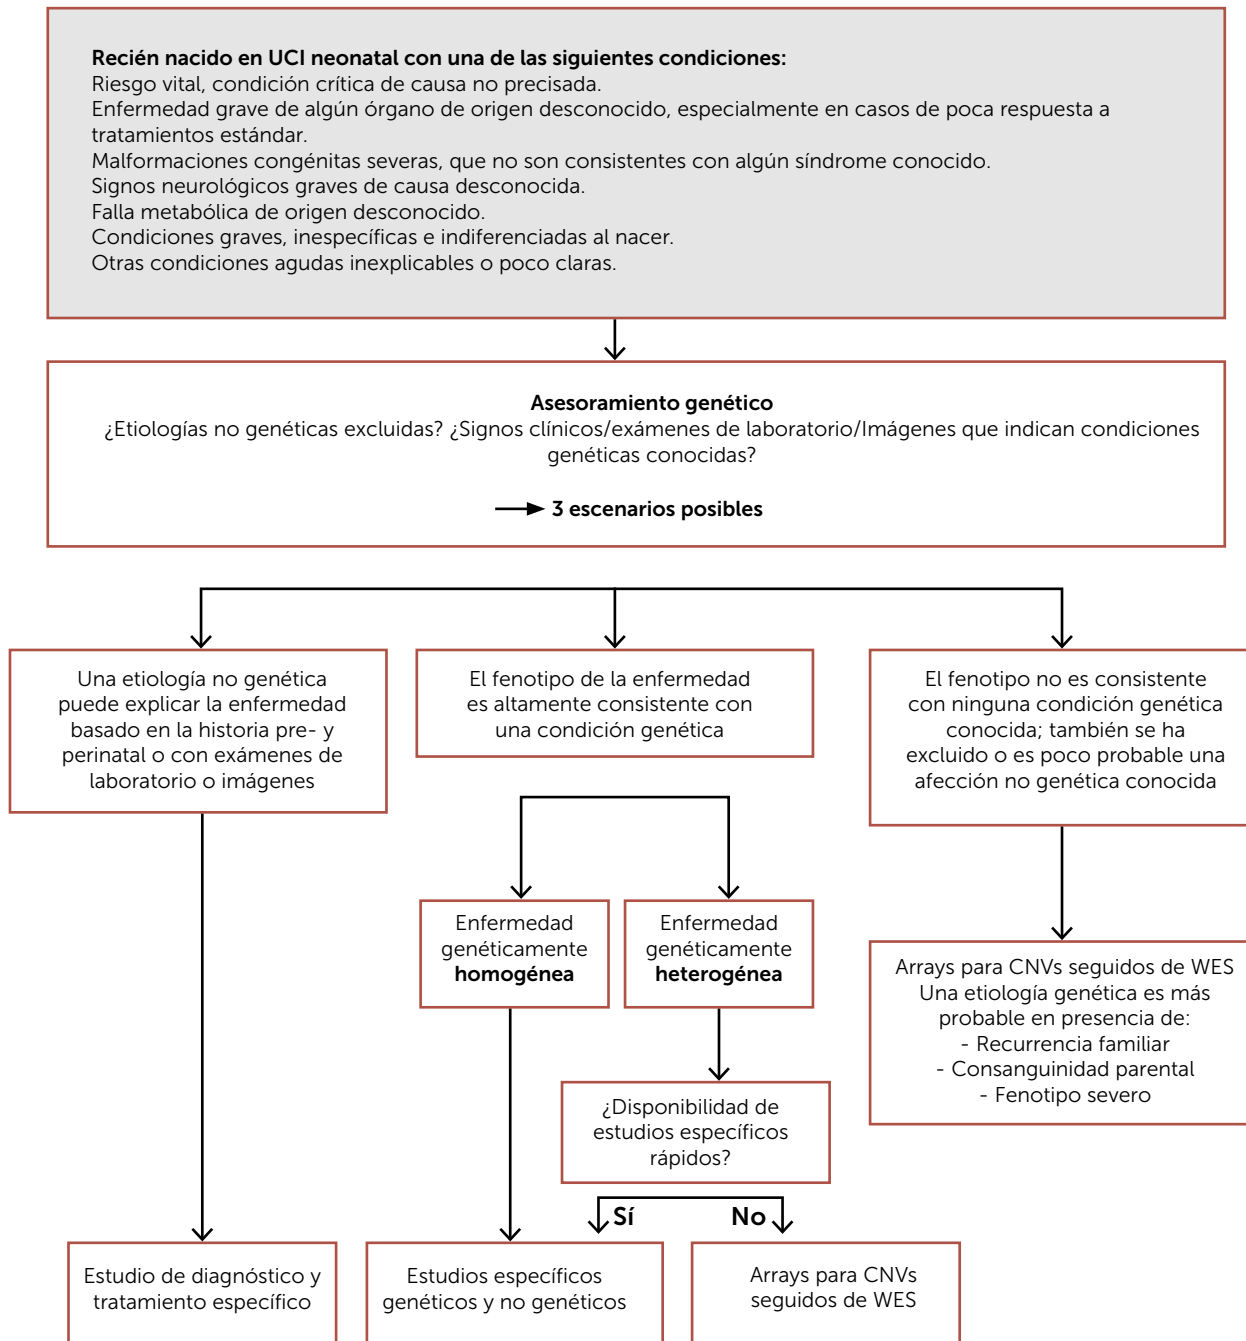 Recién nacido en UCI neonatal con una de las siguientes condiciones:
Riesgo vital, condición crítica de causa no precisada.
Enfermedad grave de algún órgano de origen desconocido, especialmente en casos de poca respuesta a
tratamientos estándar.
Malformaciones congénitas severas, que no son consistentes con algún síndrome conocido.
Signos neurológicos graves de causa desconocida.
Falla metabólica de origen desconocido.
Condiciones graves, inespecíficas e indiferenciadas al nacer.
Otras condiciones agudas inexplicables o poco claras.
Asesoramiento genético
¿Etiologías no genéticas excluidas? ¿Signos clínicos/exámenes de laboratorio/Imágenes que indican condiciones
genéticas conocidas?
3 escenarios posibles
Una etiología no genética
puede explicar la enfermedad
basado en la historia pre- y
perinatal o con exámenes de
laboratorio o imágenes
El fenotipo de la enfermedad
es altamente consistente con
una condición genética
El fenotipo no es consistente
con ninguna condición genética
conocida; también se ha
excluido o es poco probable una
afección no genética conocida
Enfermedad
genéticamente
homogénea
Enfermedad
genéticamente
heterogénea
Arrays para CNVs seguidos de WES
Una etiología genética es más
probable en presencia de:
- Recurrencia familiar
- Consanguinidad parental
- Fenotipo severo
¿Disponibilidad de
estudios específicos
rápidos?
Sí
No
Estudio de diagnóstico y
tratamiento específico
Estudios específicos
genéticos y no genéticos
Arrays para CNVs
seguidos de WES